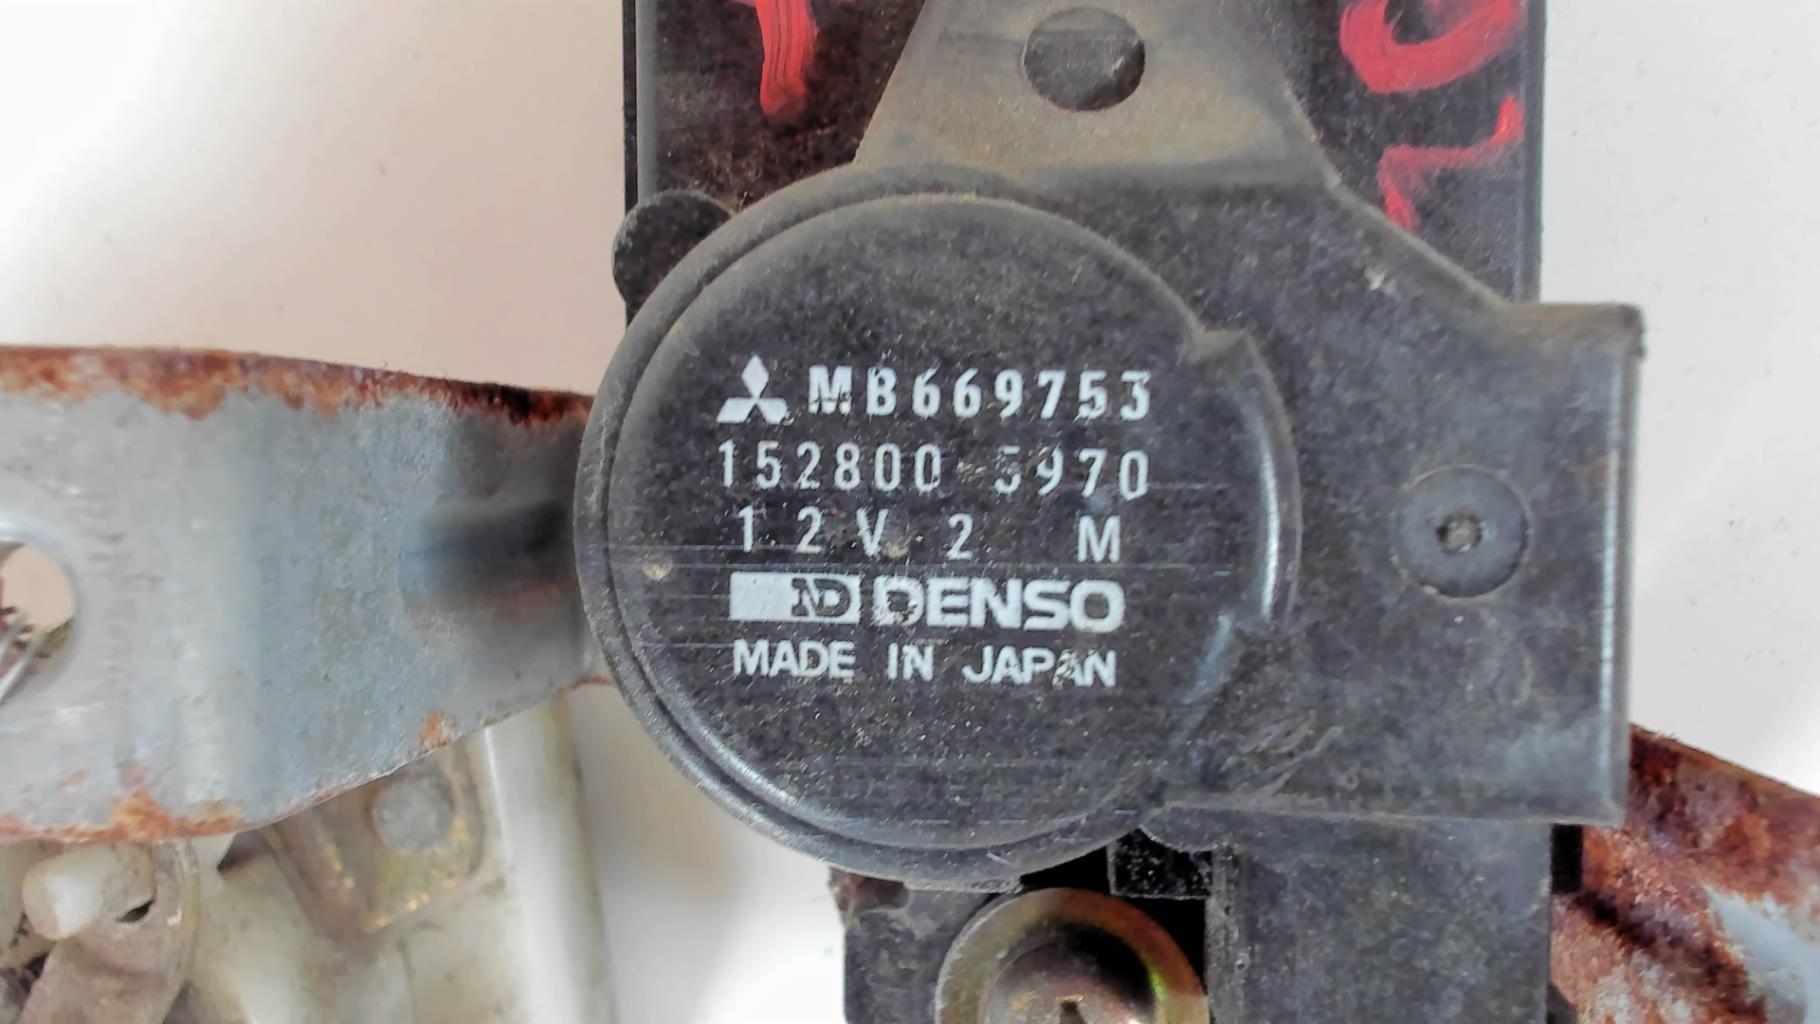 MB669753
152800-5970
12V 2 M
ND DENSO
MADE IN JAPAN